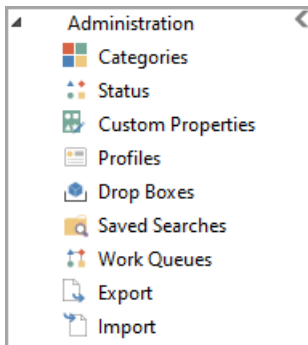 Administration
Categories
Status
Custom Properties
Profiles
Drop Boxes
Saved Searches
Work Queues
Export
Import